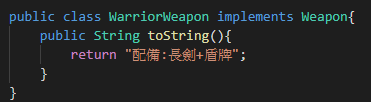 public class WarriorWeapon implements Weapon{
    public String toString(){
        return "配備:長劍+盾牌";
    }
}